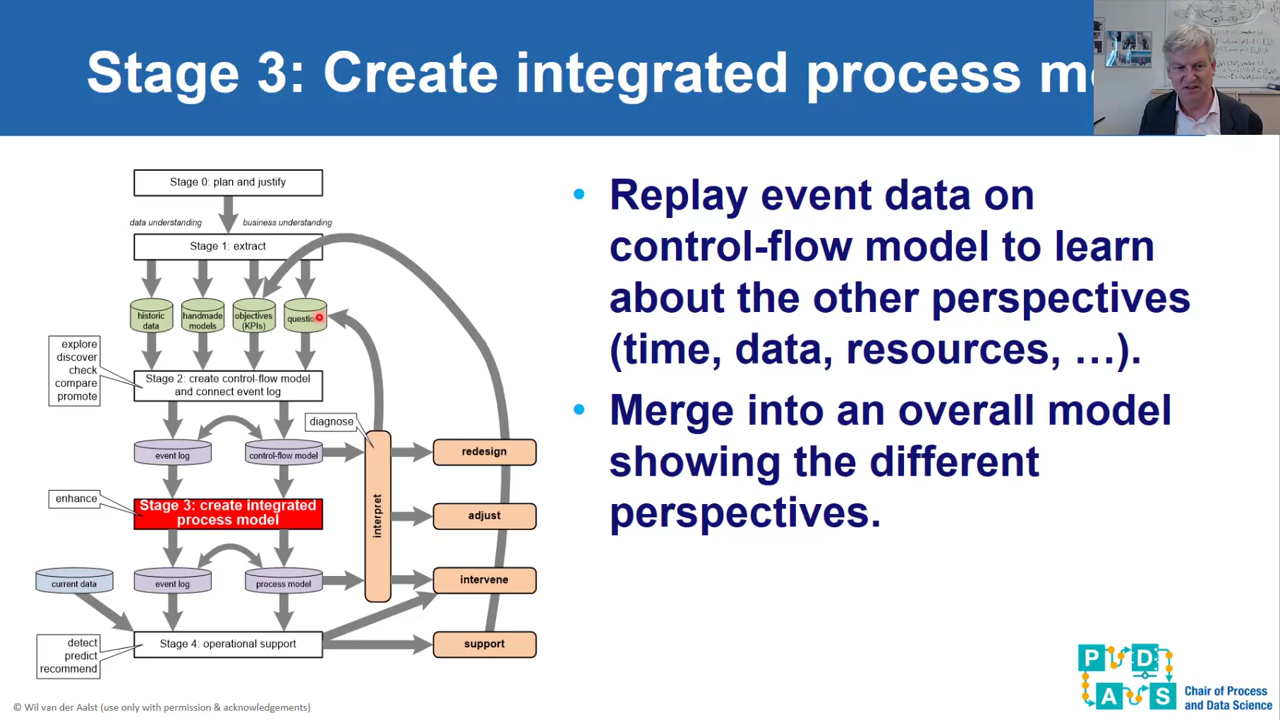 Stage 3: Create integrated process
Stage 0: plan and justify
data understanding
business understanding
Stage 1: extract
historic
data
handmade
models
objectives
(KPIs)
explore
discover
check
compare
promote
Stage 2: create control-flow model
and connect event log
diagnose
event log
control-flow model
redesign
enhance
Stage 3: create integrated
process model
interpret
adjust
current data
event log
process model
intervene
detect
predict
recommend
Stage 4: operational support
support
• Replay event data on
control-flow model to learn
about the other perspectives
(time, data, resources, …).
• Merge into an overall model
showing the different
perspectives.
P D
A S
Chair of Process
and Data Science
© Wil van der Aalst (use only with permission & acknowledgements)